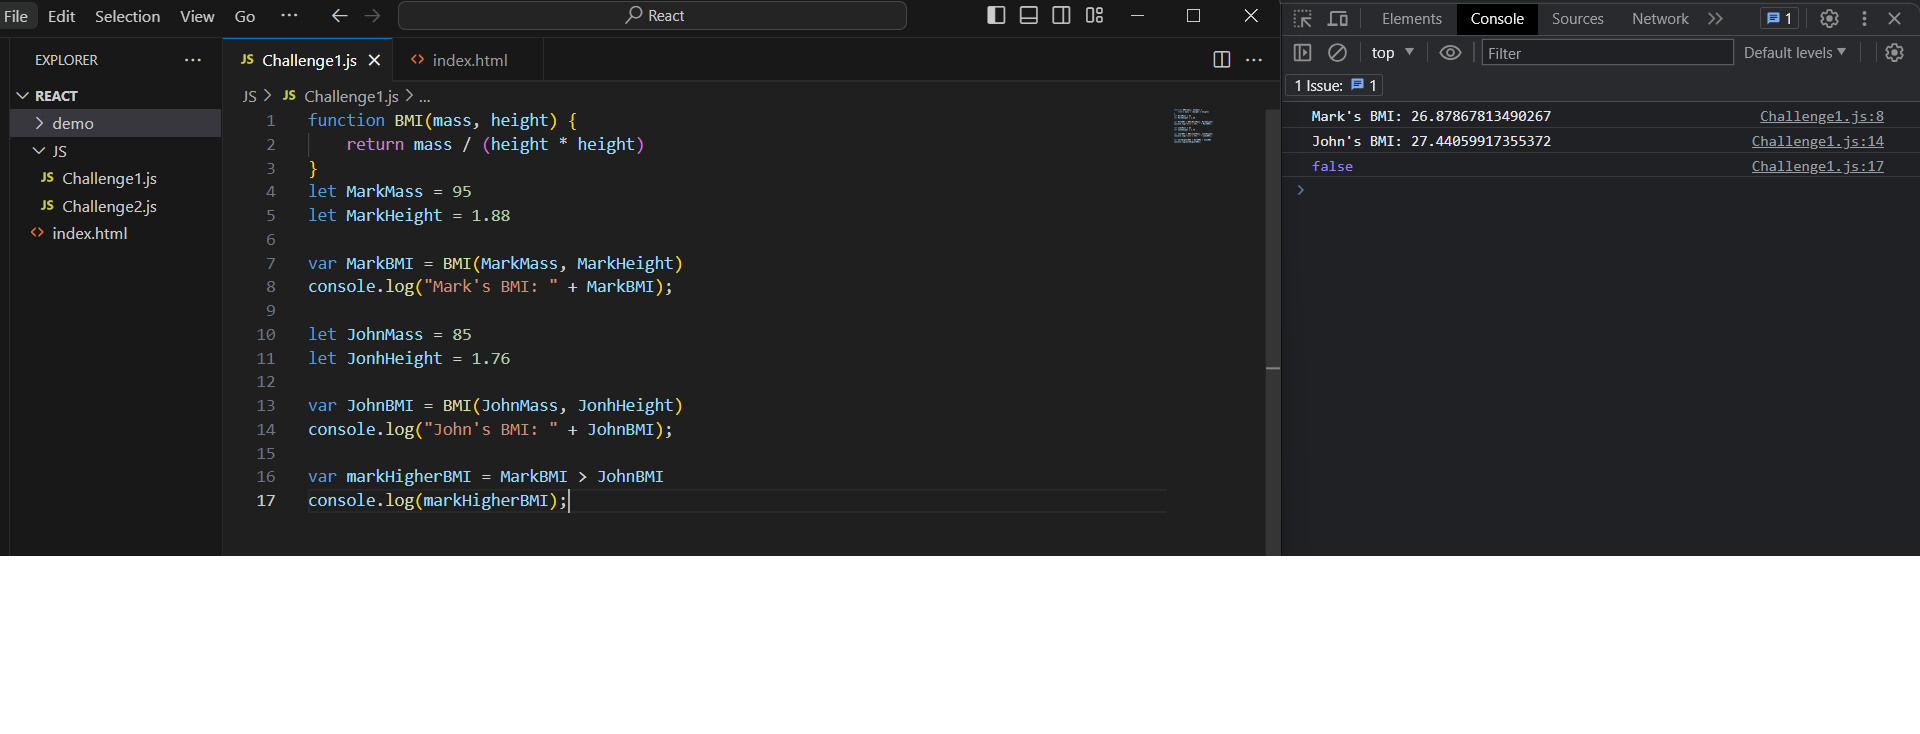 File Edit Selection View Go ··· React
EXPLORER ···
REACT
demo
JS
JS Challenge1.js
JS Challenge2.js
index.html
JS Challenge1.js index.html
JS > JS Challenge1.js > ...
1 function BMI(mass, height) {
2 return mass / (height * height)
3 }
4 let MarkMass = 95
5 let MarkHeight = 1.88
6
7 var MarkBMI = BMI(MarkMass, MarkHeight)
8 console.log("Mark's BMI: " + MarkBMI);
9
10 let JohnMass = 85
11 let JonhHeight = 1.76
12
13 var JohnBMI = BMI(JohnMass, JonhHeight)
14 console.log("John's BMI: " + JohnBMI);
15
16 var markHigherBMI = MarkBMI > JohnBMI
17 console.log(markHigherBMI);
Elements Console Sources Network 1
top Filter Default levels
1 Issue: 1
Mark's BMI: 26.87867813490267 Challenge1.js:8
John's BMI: 27.44059917355372 Challenge1.js:14
false Challenge1.js:17